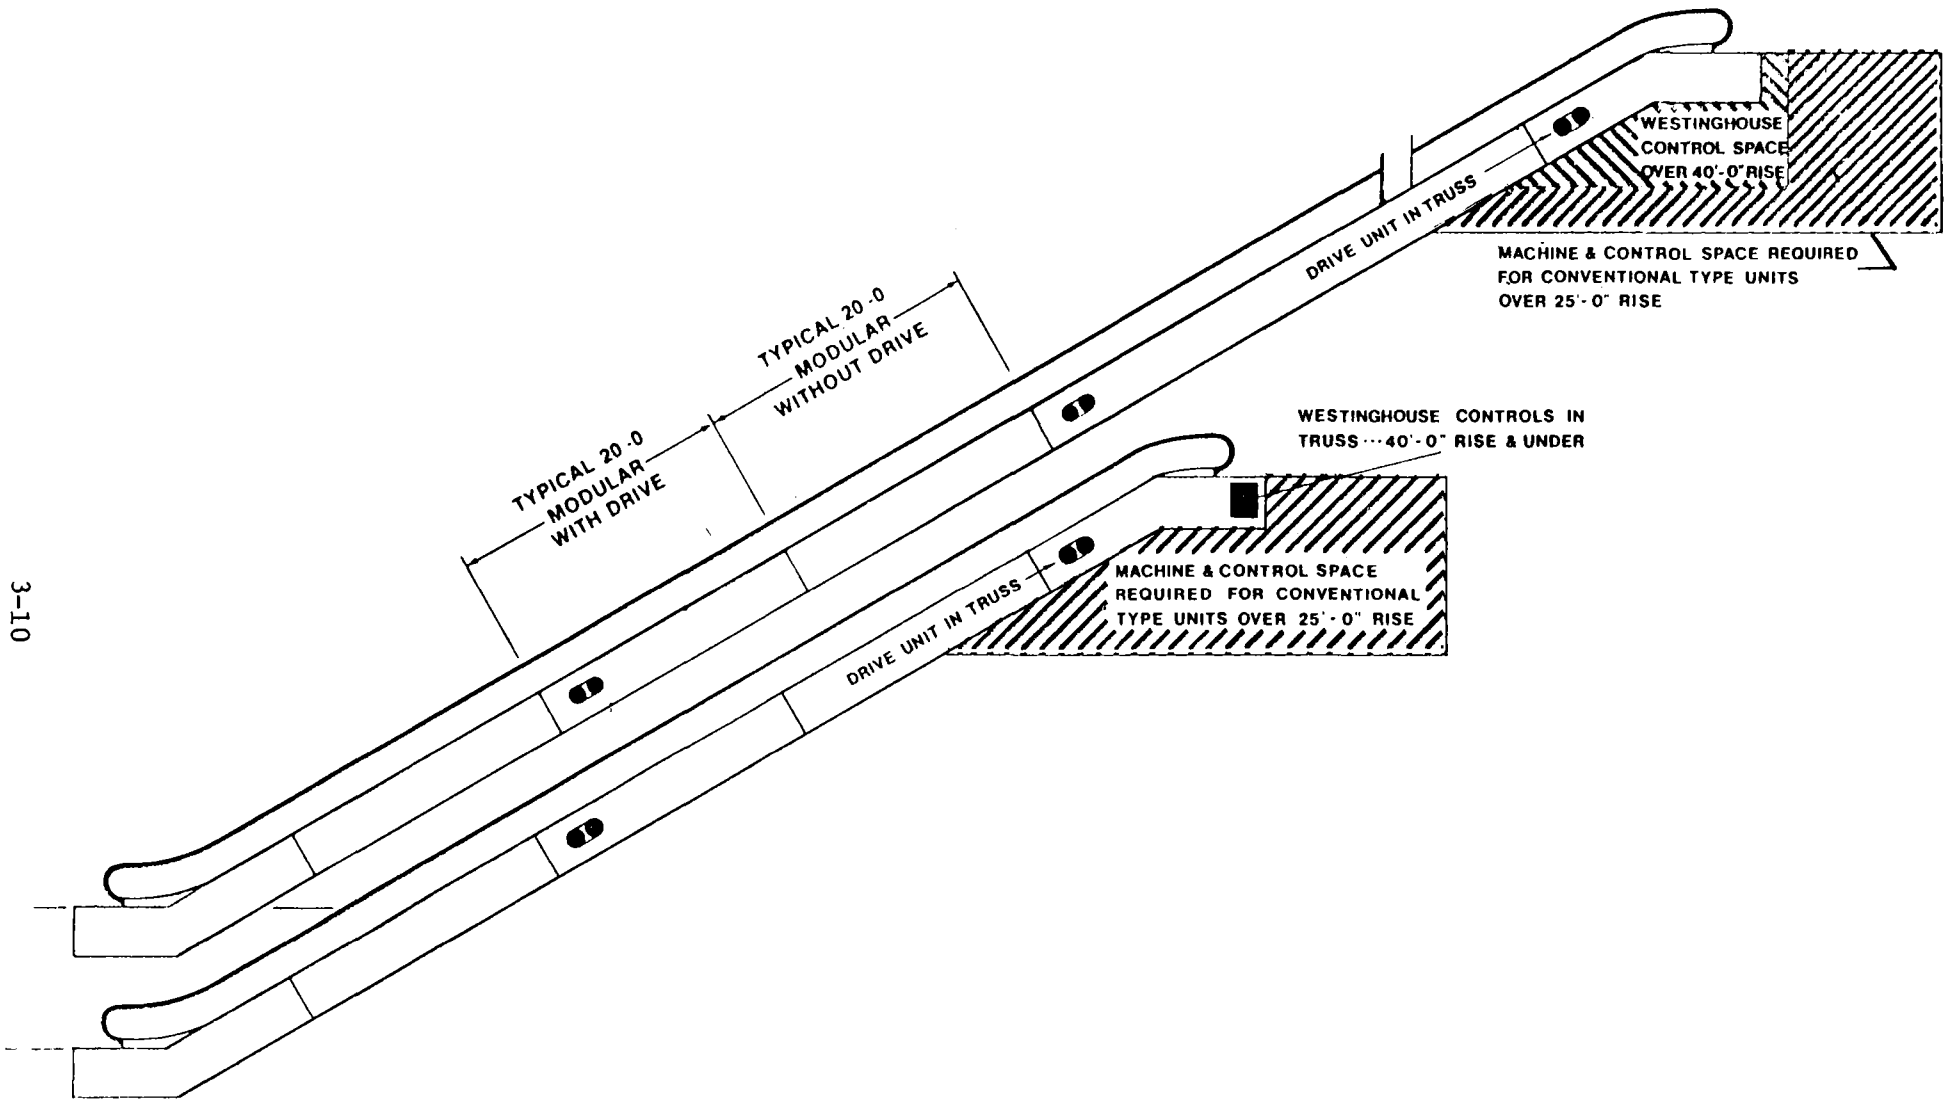 WESTINGHOUSE
CONTROL SPACE
OVER 40'-0" RISE
DRIVE UNIT IN TRUSS
MACHINE & CONTROL SPACE REQUIRED
FOR CONVENTIONAL TYPE UNITS
OVER 25'-0" RISE
TYPICAL 20-0
MODULAR
WITHOUT DRIVE
TYPICAL 20-0
MODULAR
WITH DRIVE
WESTINGHOUSE CONTROLS IN
TRUSS---40'-0" RISE & UNDER
MACHINE & CONTROL SPACE
REQUIRED FOR CONVENTIONAL
TYPE UNITS OVER 25'-0" RISE
DRIVE UNIT IN TRUSS
3-10